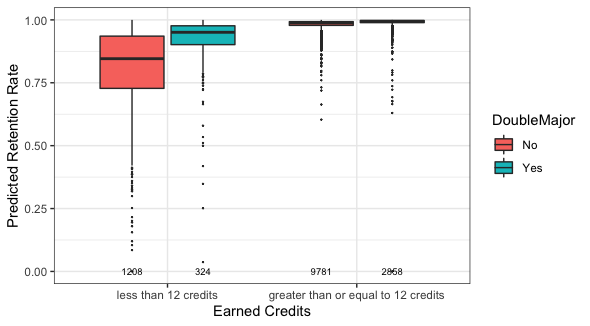 1.00
0.75
0.50
0.25
0.00
Predicted Retention Rate
1208
324
9781
2858
less than 12 credits
greater than or equal to 12 credits
Earned Credits
DoubleMajor
No
Yes